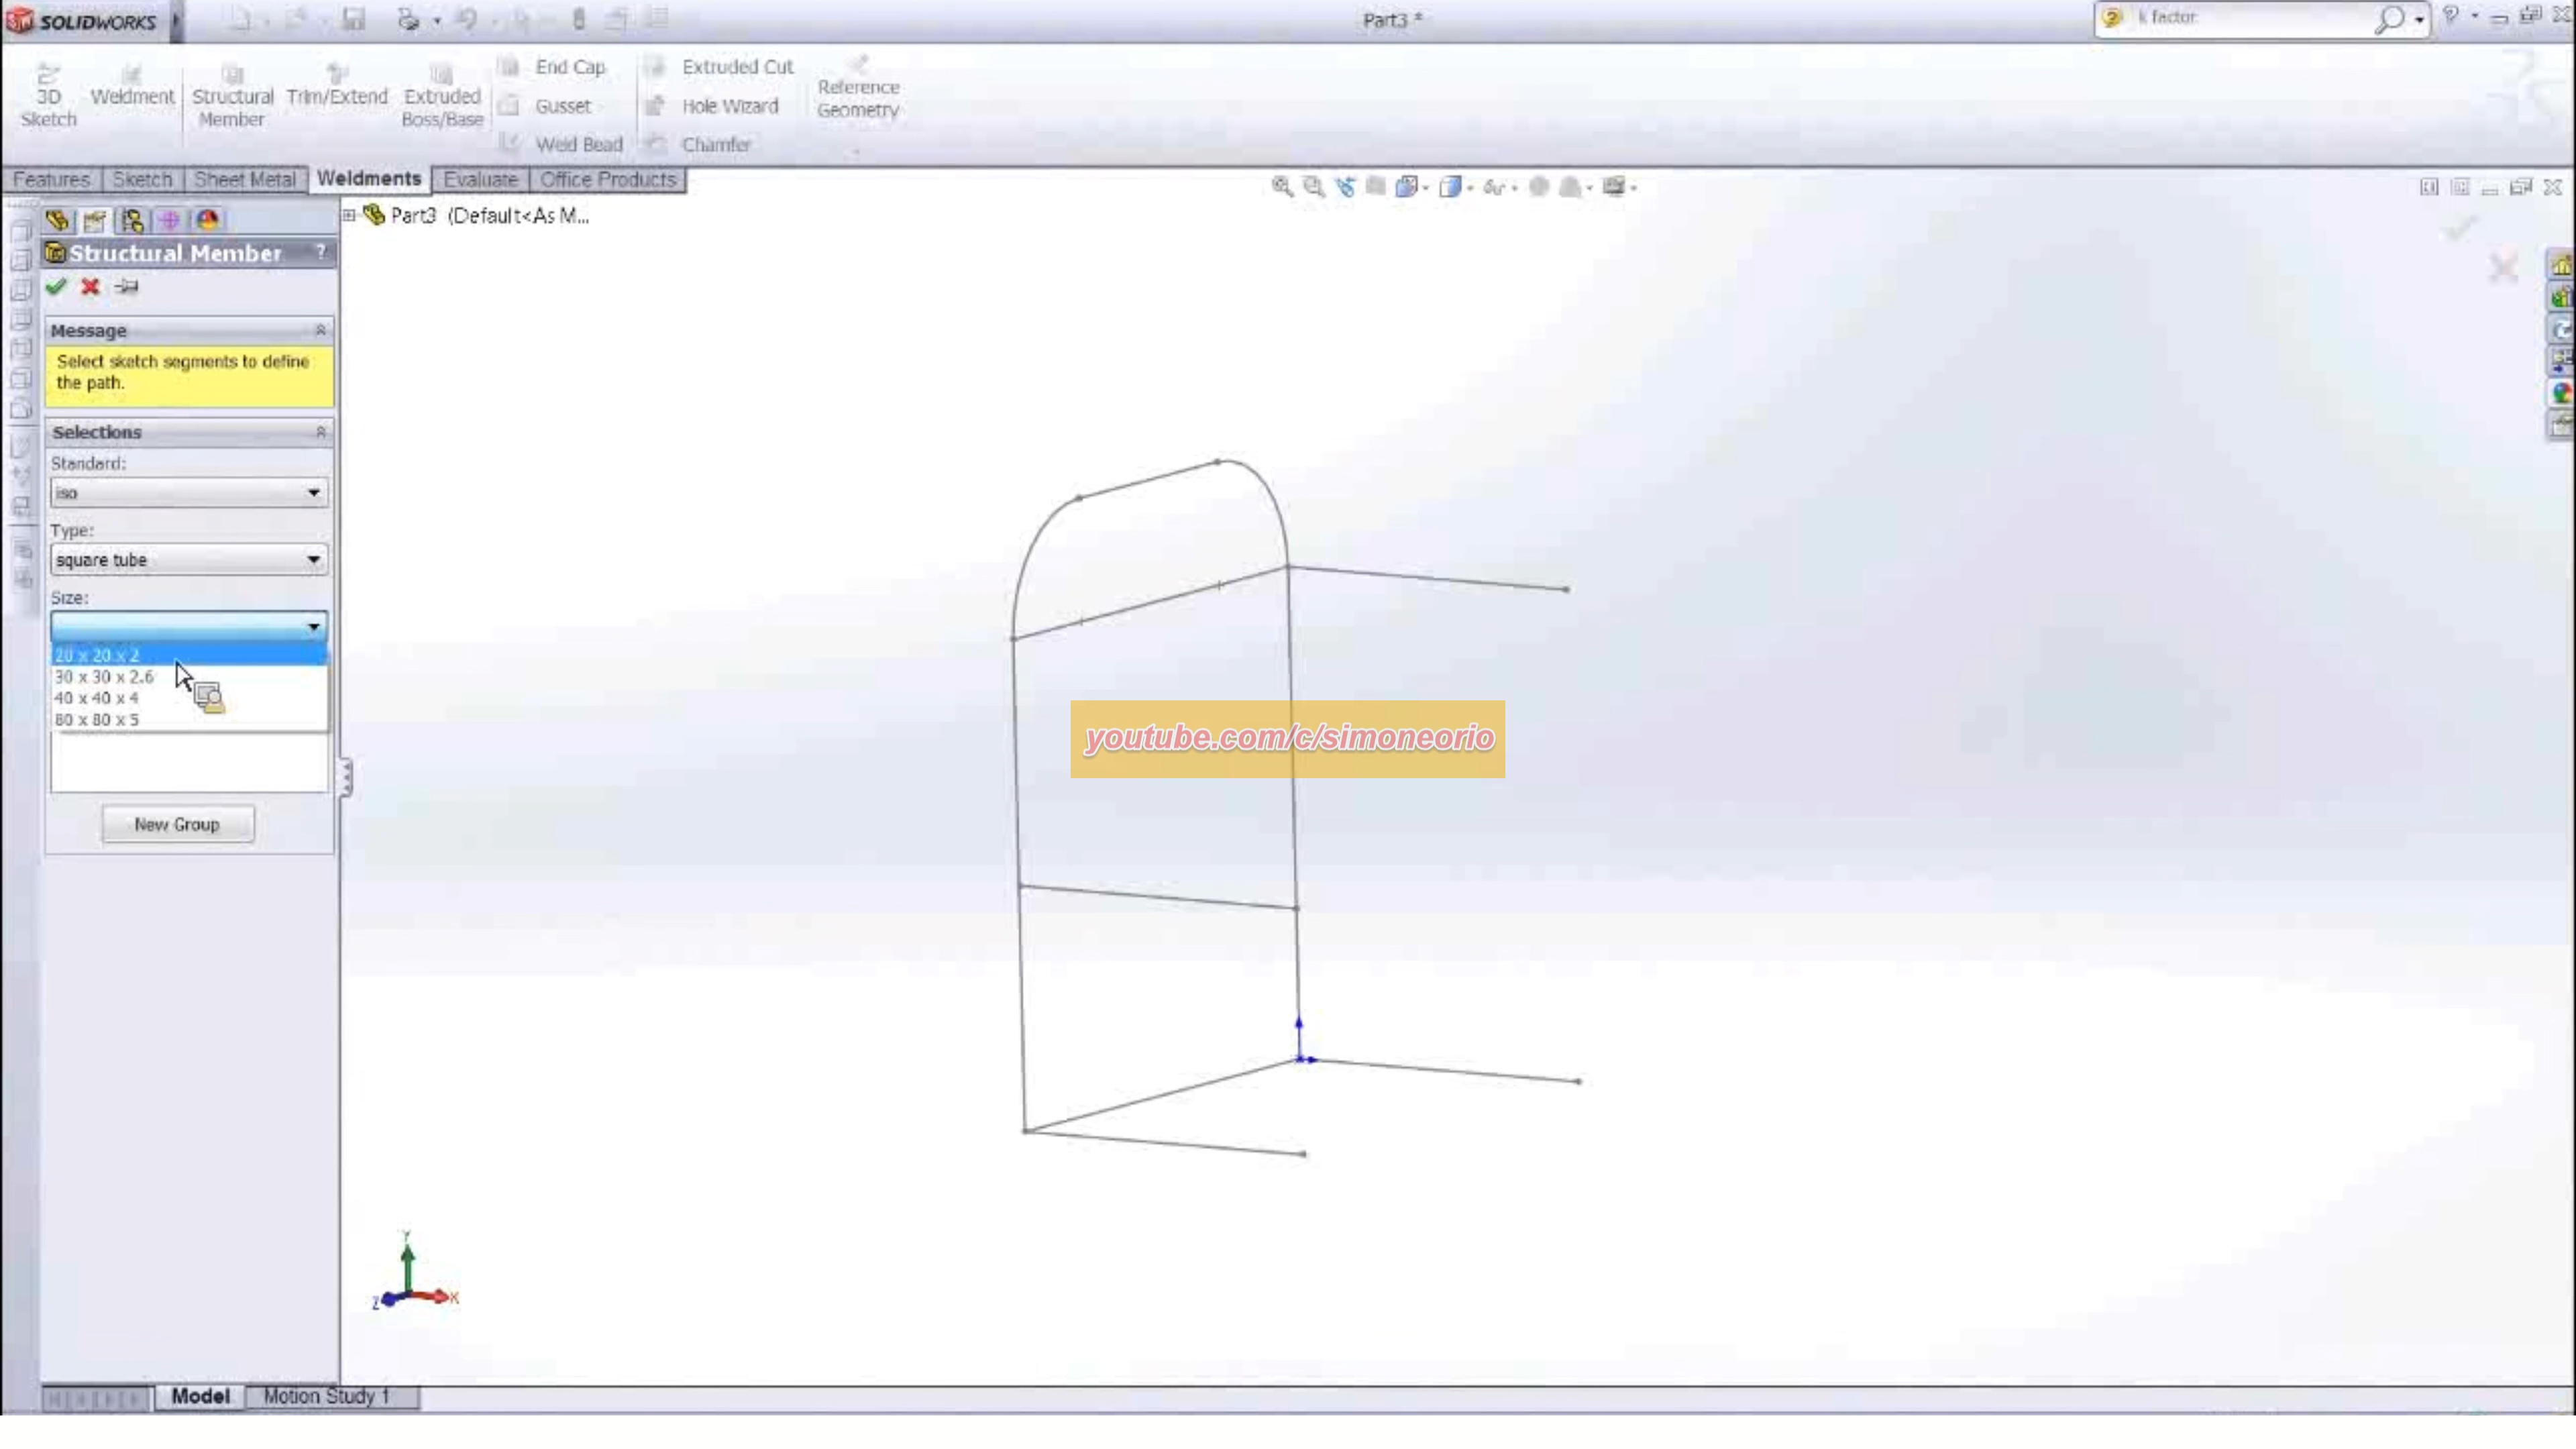 SOLIDWORKS
Part3 *
k factor
3D Sketch
Weldment
Structural Member
Trim/Extend
Extruded Boss/Base
End Cap
Gusset
Weld Bead
Extruded Cut
Hole Wizard
Chamfer
Reference Geometry
Features
Sketch
Sheet Metal
Weldments
Evaluate
Office Products
Part3 (Default<As M...
Structural Member ?
Message
Select sketch segments to define
the path.
Selections
Standard:
iso
Type:
square tube
Size:
20 x 20 x 2
30 x 30 x 2.6
40 x 40 x 4
80 x 80 x 5
New Group
youtube.com/c/simoneorio
Y
Z
X
Model
Motion Study 1